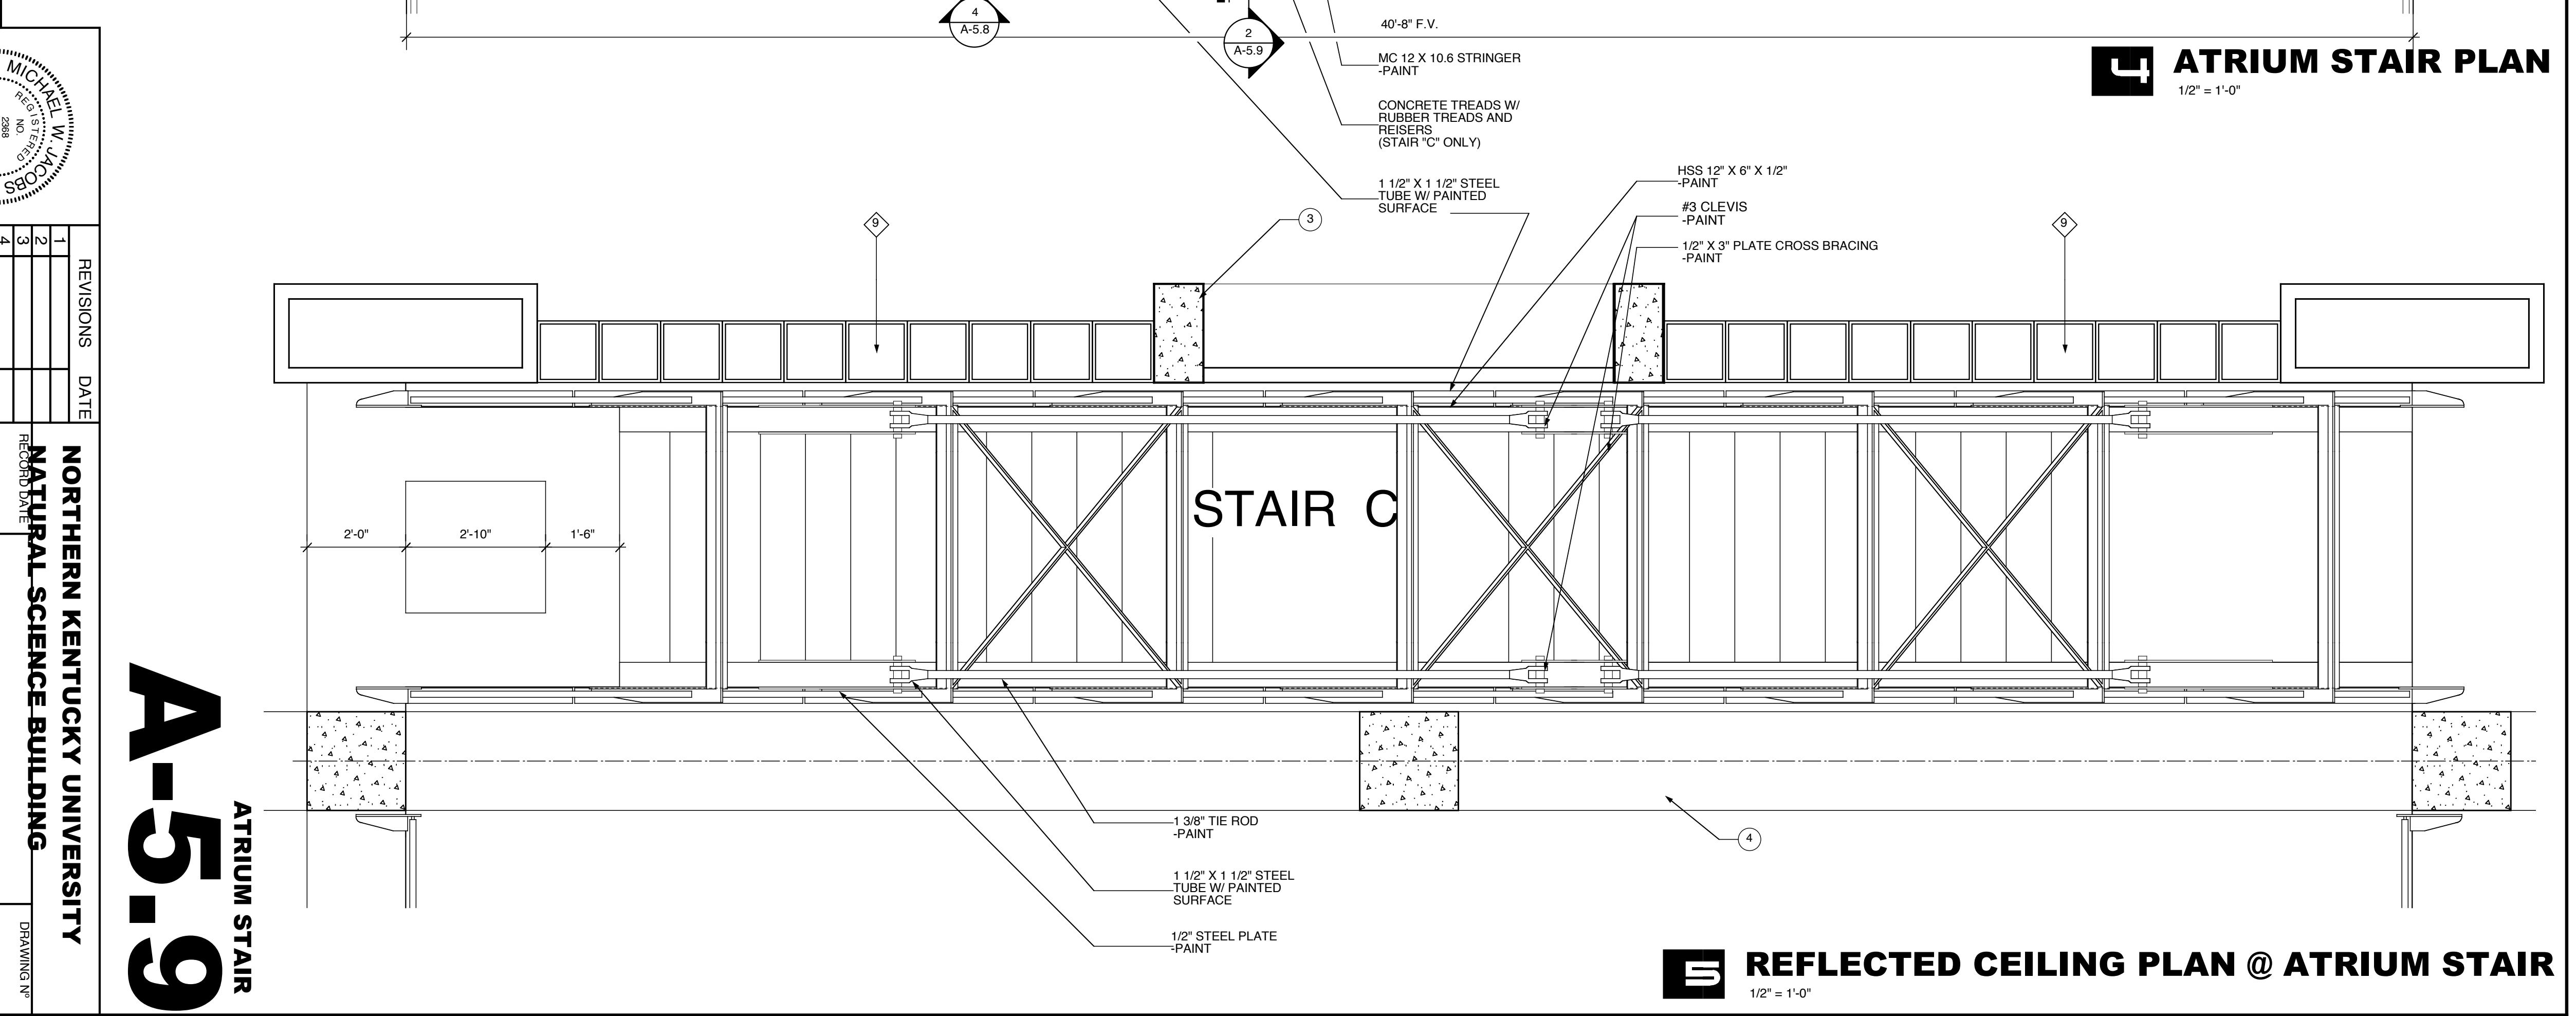 4
A-5.8
2
A-5.9
40'-8" F.V.
MC 12 X 10.6 STRINGER
-PAINT
CONCRETE TREADS W/
RUBBER TREADS AND
REISERS
(STAIR "C" ONLY)
1 1/2" X 1 1/2" STEEL
TUBE W/ PAINTED
SURFACE
4
ATRIUM STAIR PLAN
1/2" = 1'-0"
HSS 12" X 6" X 1/2"
-PAINT
#3 CLEVIS
-PAINT
1/2" X 3" PLATE CROSS BRACING
-PAINT
9
3
9
STAIR C
2'-0"
2'-10"
1'-6"
1 3/8" TIE ROD
-PAINT
1 1/2" X 1 1/2" STEEL
TUBE W/ PAINTED
SURFACE
1/2" STEEL PLATE
-PAINT
4
5
REFLECTED CEILING PLAN @ ATRIUM STAIR
1/2" = 1'-0"
MICHAEL W. JACOBS
REGISTERED
NO.
2368
REVISIONS DATE
1
2
3
4
NORTHERN KENTUCKY UNIVERSITY
NATURAL SCIENCE BUILDING
RECORD DATE
DRAWING Nº
ATRIUM STAIR
A-5.9